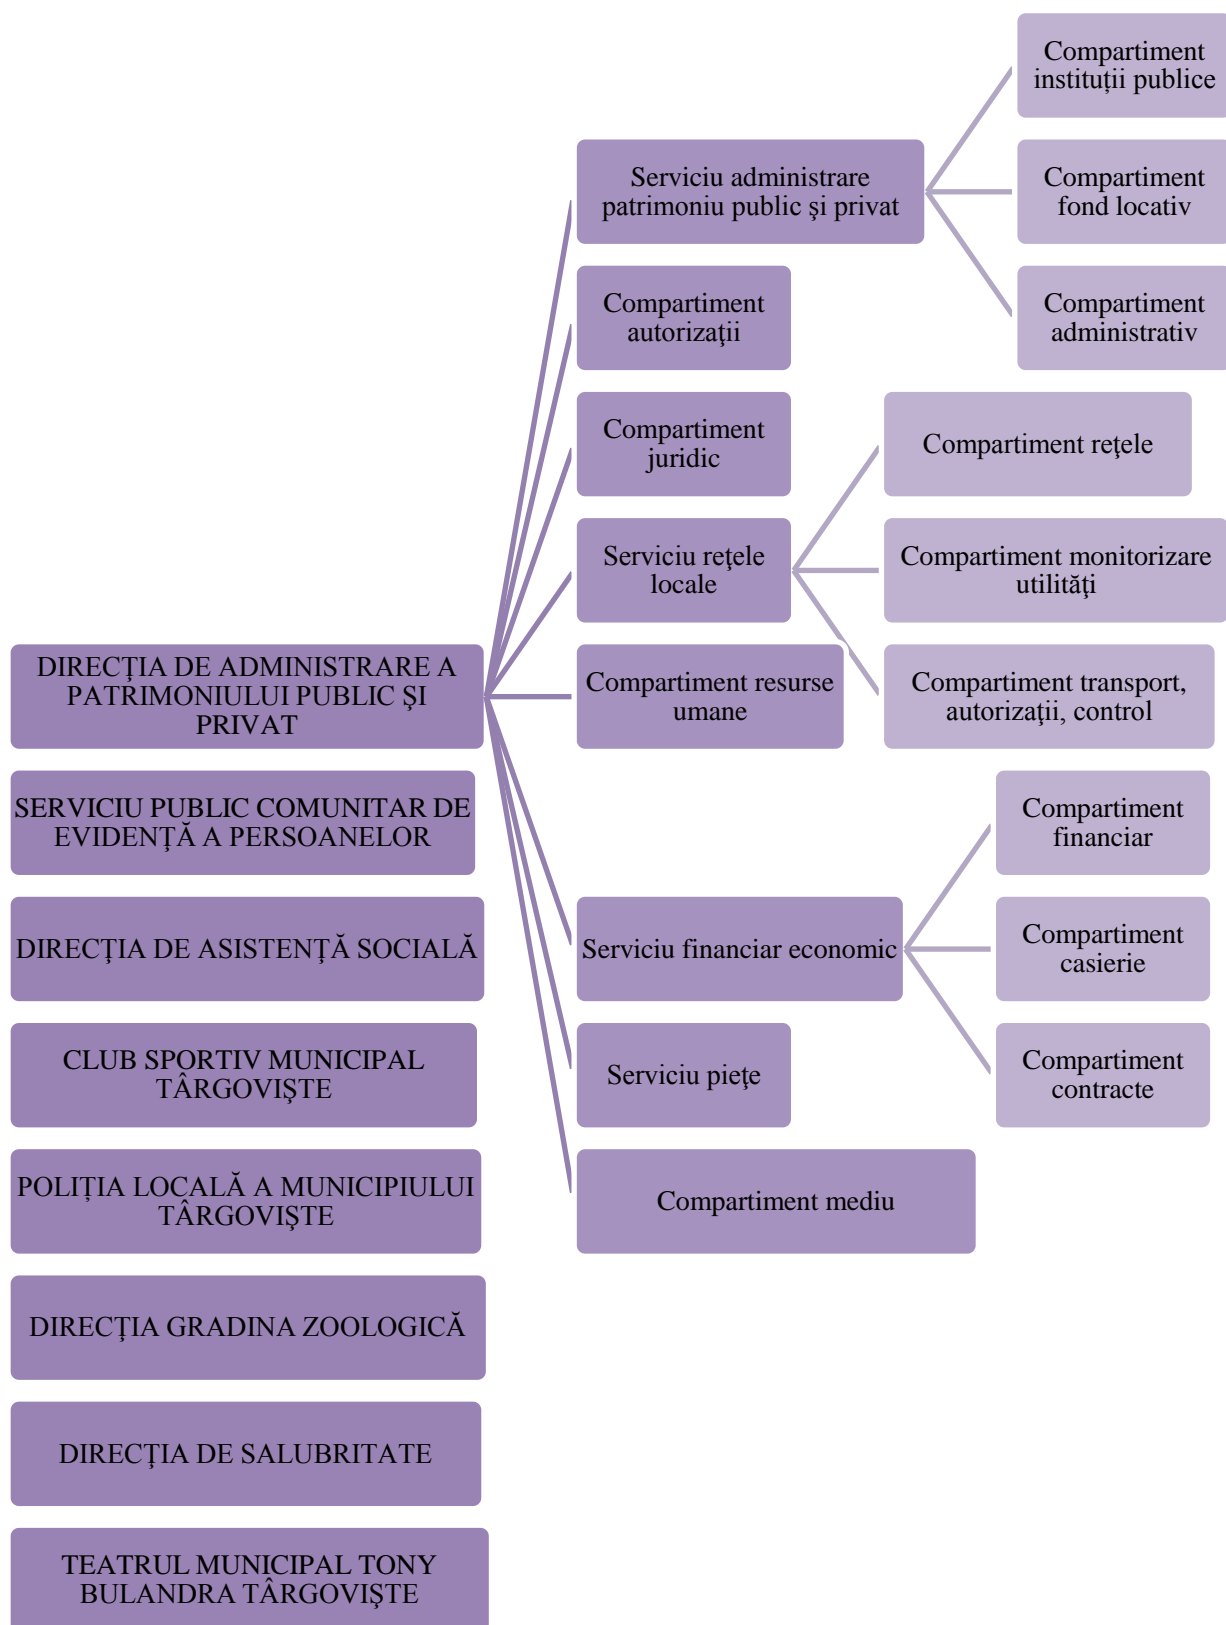 Compartiment
instituții publice
Serviciu administrare
patrimoniu public şi privat
Compartiment
fond locativ
Compartiment
administrativ
Compartiment
autorizaţii
Compartiment
juridic
Compartiment reţele
Serviciu reţele
locale
Compartiment monitorizare
utilităţi
DIRECŢIA DE ADMINISTRARE A
PATRIMONIULUI PUBLIC ŞI
PRIVAT
Compartiment resurse
umane
Compartiment transport,
autorizaţii, control
SERVICIU PUBLIC COMUNITAR DE
EVIDENŢĂ A PERSOANELOR
Compartiment
financiar
DIRECŢIA DE ASISTENŢĂ SOCIALĂ
Serviciu financiar economic
Compartiment
casierie
CLUB SPORTIV MUNICIPAL
TÂRGOVIŞTE
Serviciu pieţe
Compartiment
contracte
POLIȚIA LOCALĂ A MUNICIPIULUI
TÂRGOVIŞTE
Compartiment mediu
DIRECŢIA GRADINA ZOOLOGICĂ
DIRECŢIA DE SALUBRITATE
TEATRUL MUNICIPAL TONY
BULANDRA TÂRGOVIŞTE